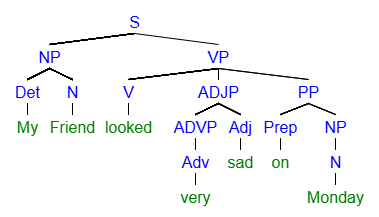 S
NP VP
Det N V ADJP PP
My Friend looked ADVP Adj Prep NP
Adv sad on N
very Monday